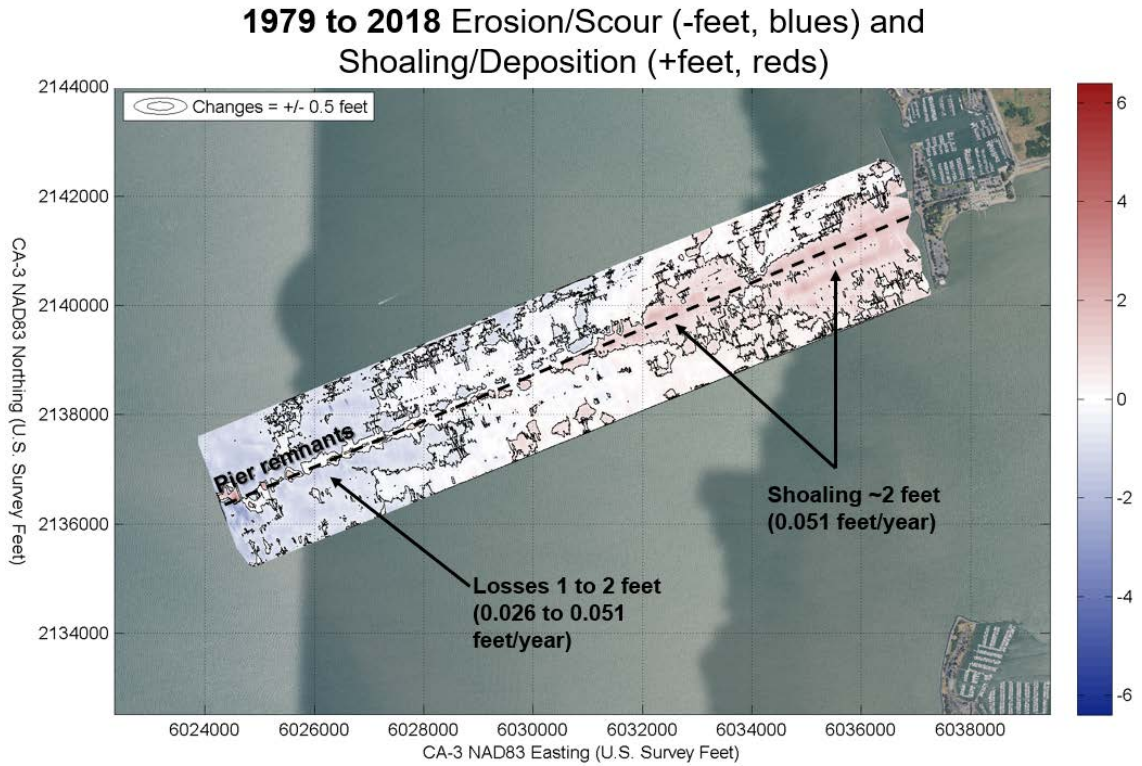 1979 to 2018 Erosion/Scour (-feet, blues) and
Shoaling/Deposition (+feet, reds)
Changes = +/- 0.5 feet
2144000
2142000
2140000
2138000
2136000
2134000
CA-3 NAD83 Northing (U.S. Survey Feet)
Pier remnants
Shoaling ~2 feet
(0.051 feet/year)
Losses 1 to 2 feet
(0.026 to 0.051
feet/year)
6024000 6026000 6028000 6030000 6032000 6034000 6036000 6038000
CA-3 NAD83 Easting (U.S. Survey Feet)
6
4
2
0
-2
-4
-6